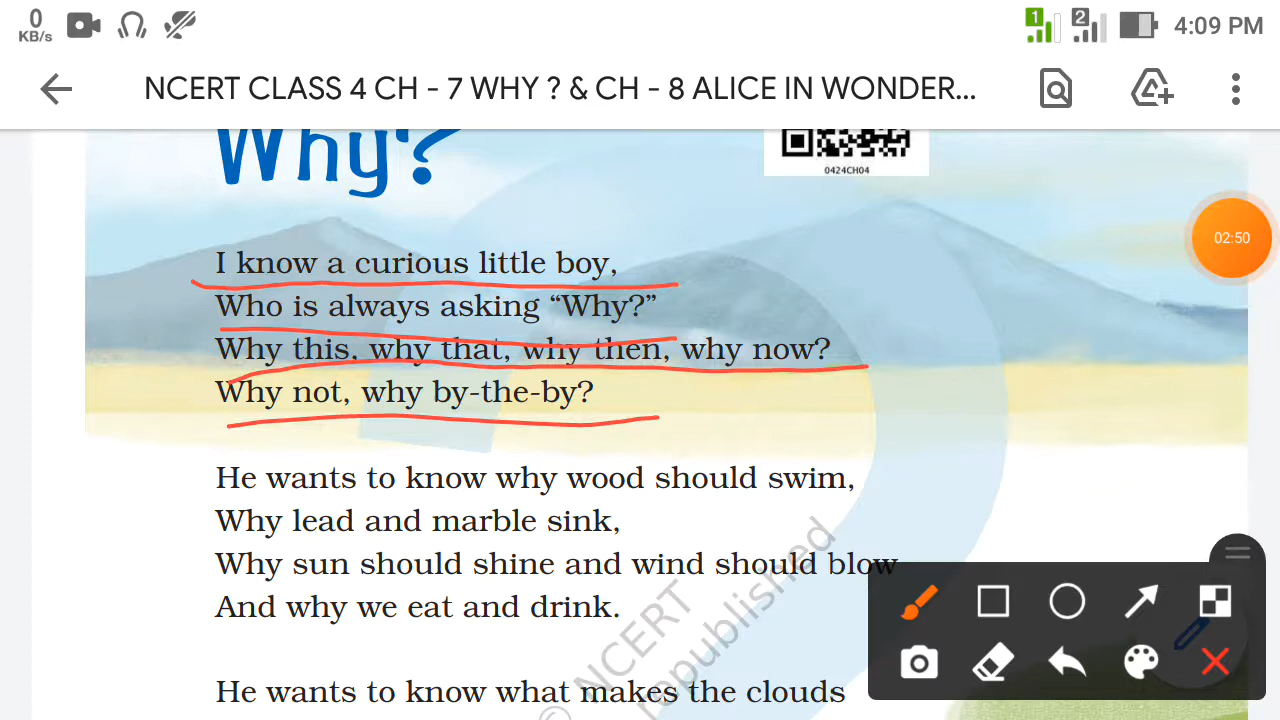 0
KB/s
1
2
4:09 PM
NCERT CLASS 4 CH - 7 WHY ? & CH - 8 ALICE IN WONDER...
Why?
0424CH04
02:50
I know a curious little boy,
Who is always asking “Why?”
Why this, why that, why then, why now?
Why not, why by-the-by?
He wants to know why wood should swim,
Why lead and marble sink,
Why sun should shine and wind should blow
And why we eat and drink.
He wants to know what makes the clouds
© NCERT
republished